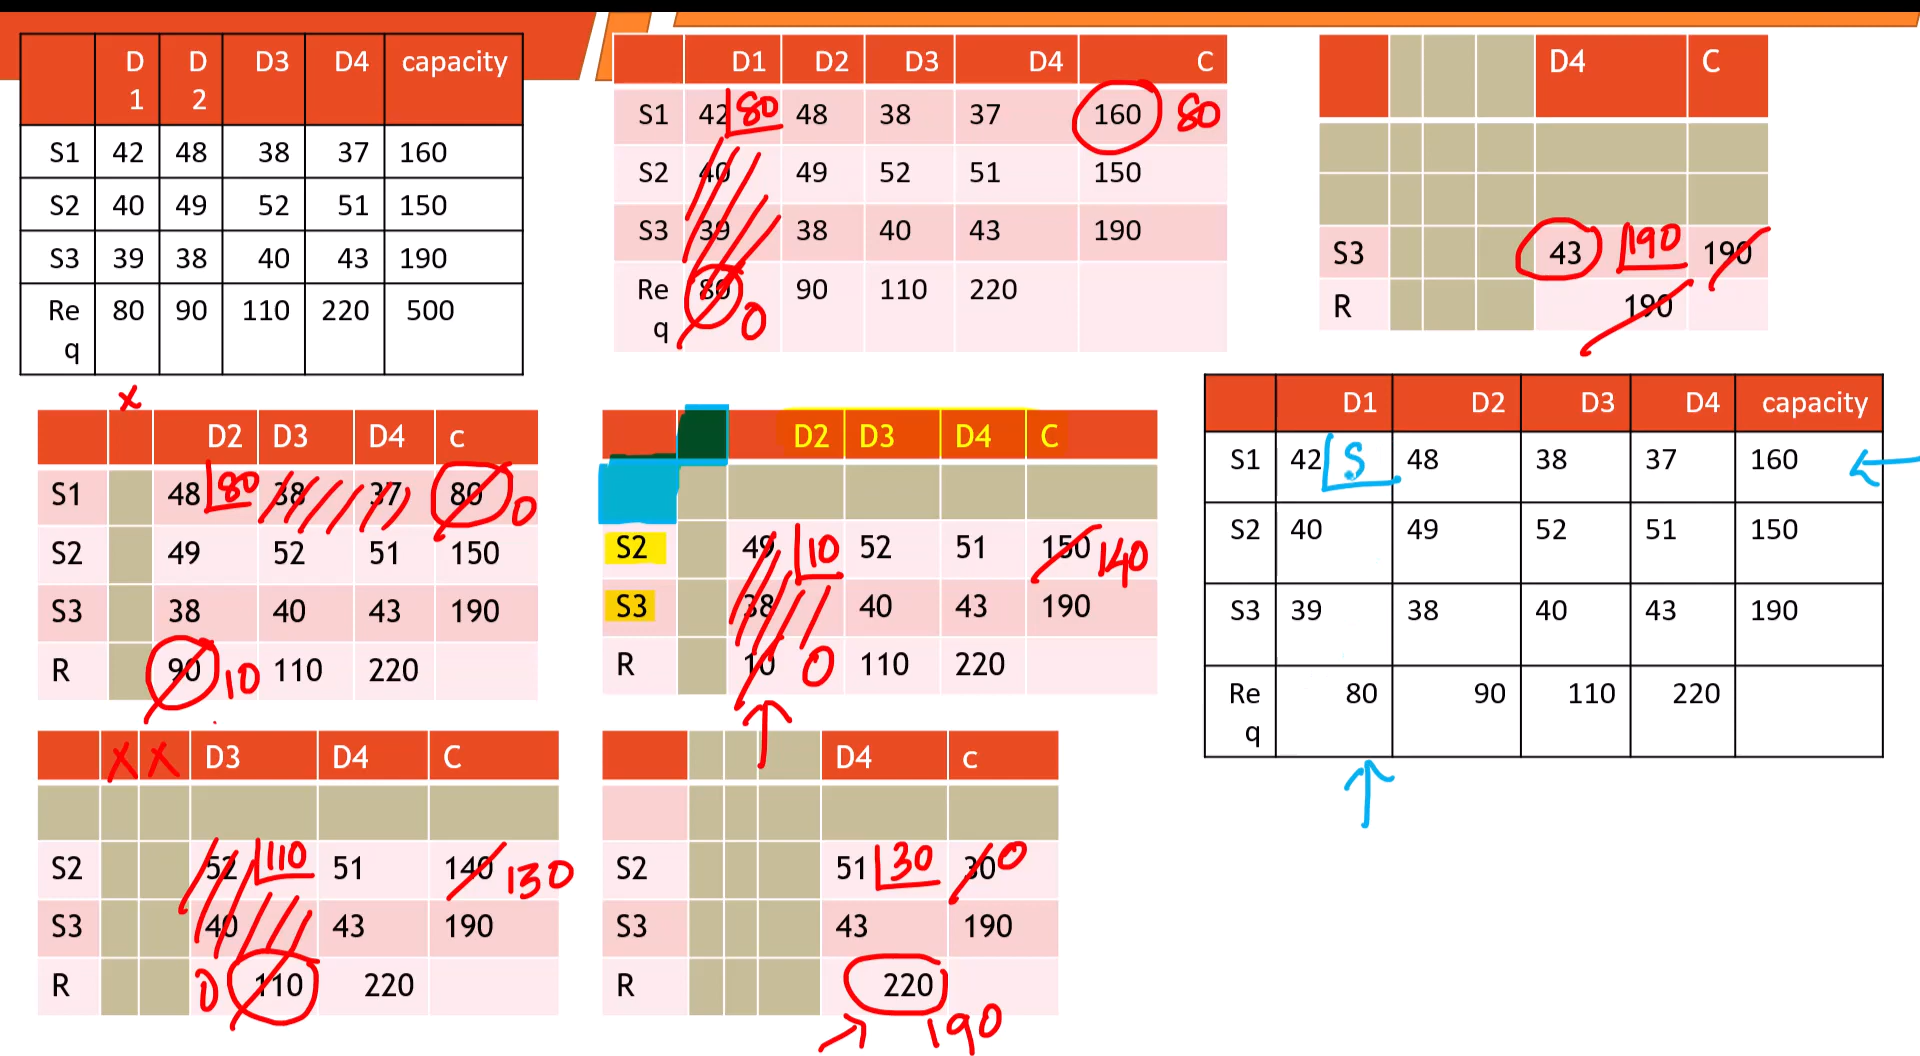 D1 D2 D3 D4 capacity
S1 42 48 38 37 160
S2 40 49 52 51 150
S3 39 38 40 43 190
Req 80 90 110 220 500
D1 D2 D3 D4 C
S1 42 80 48 38 37 160 80
S2 40 49 52 51 150
S3 39 38 40 43 190
Req 80 0 90 110 220
D4 C
S3 43 190 190
R 190
x
D2 D3 D4 c
S1 48 80 38 37 80 0
S2 49 52 51 150
S3 38 40 43 190
R 90 10 110 220
D2 D3 D4 C
S2 49 10 52 51 150 140
S3 38 40 43 190
R 10 0 110 220
D1 D2 D3 D4 capacity
S1 42 S 48 38 37 160
S2 40 49 52 51 150
S3 39 38 40 43 190
Req 80 90 110 220
X X D3 D4 C
S2 52 110 51 140 130
S3 40 43 190
R 0 110 220
D4 c
S2 51 30 30 0
S3 43 190
R 220
190